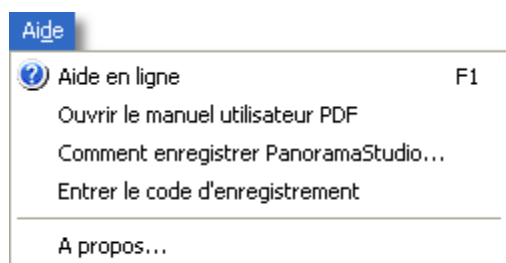 Aide
Aide en ligne F1
Ouvrir le manuel utilisateur PDF
Comment enregistrer PanoramaStudio...
Entrer le code d'enregistrement
A propos...